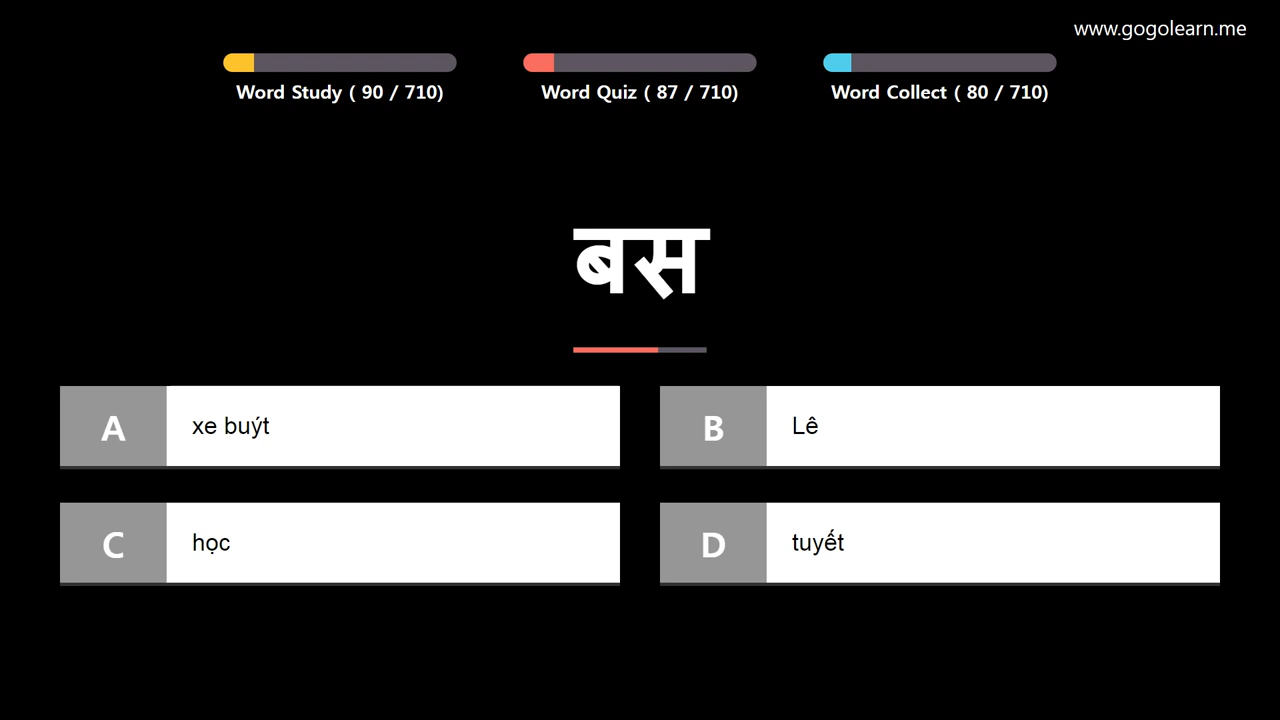 www.gogolearn.me
Word Study ( 90 / 710)
Word Quiz ( 87 / 710)
Word Collect ( 80 / 710)
बस
A
xe buýt
B
Lê
C
học
D
tuyết